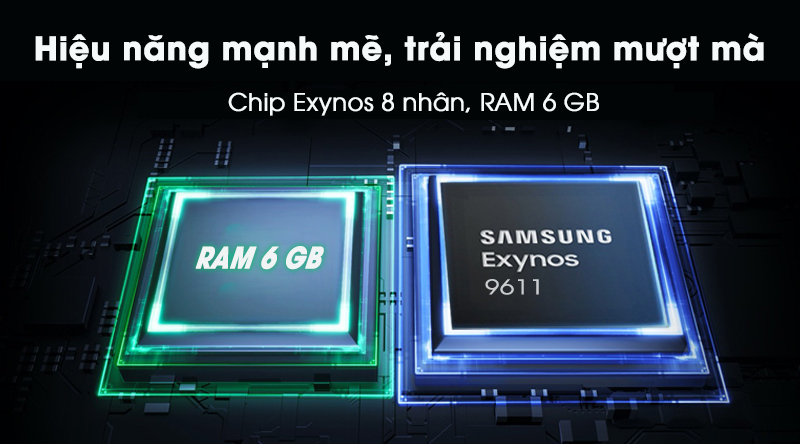 Hiệu năng mạnh mẽ, trải nghiệm mượt mà
Chip Exynos 8 nhân, RAM 6 GB
RAM 6 GB
SAMSUNG
Exynos
9611